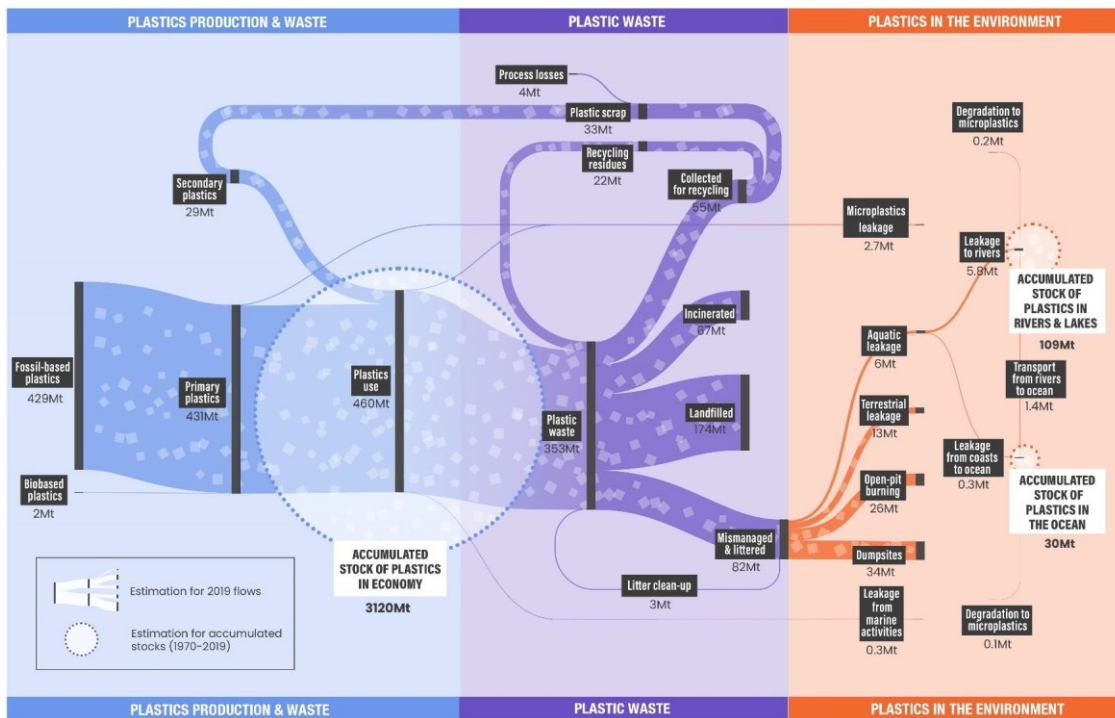 PLASTICS PRODUCTION & WASTE
PLASTIC WASTE
PLASTICS IN THE ENVIRONMENT
Process losses
4Mt
Plastic scrap
33Mt
Recycling
residues
22Mt
Collected
for recycling
55Mt
Secondary
plastics
29Mt
Degradation to
microplastics
0.2Mt
Microplastics
leakage
2.7Mt
Leakage
to rivers
5.8Mt
ACCUMULATED
STOCK OF
PLASTICS IN
RIVERS & LAKES
109Mt
Fossil-based
plastics
429Mt
Primary
plastics
431Mt
Plastics
use
460Mt
Plastic
waste
353Mt
Incinerated
67Mt
Landfilled
174Mt
Aquatic
leakage
6Mt
Transport
from rivers
to ocean
1.4Mt
Terrestrial
leakage
13Mt
Leakage
from coasts
to ocean
0.3Mt
Open-pit
burning
26Mt
ACCUMULATED
STOCK OF
PLASTICS IN
THE OCEAN
30Mt
Biobased
plastics
2Mt
Mismanaged
& littered
82Mt
Dumpsites
34Mt
ACCUMULATED
STOCK OF PLASTICS
IN ECONOMY
3120Mt
Litter clean-up
3Mt
Leakage
from
marine
activities
0.3Mt
Degradation to
microplastics
0.1Mt
Estimation for 2019 flows
Estimation for accumulated
stocks (1970-2019)
PLASTICS PRODUCTION & WASTE
PLASTIC WASTE
PLASTICS IN THE ENVIRONMENT